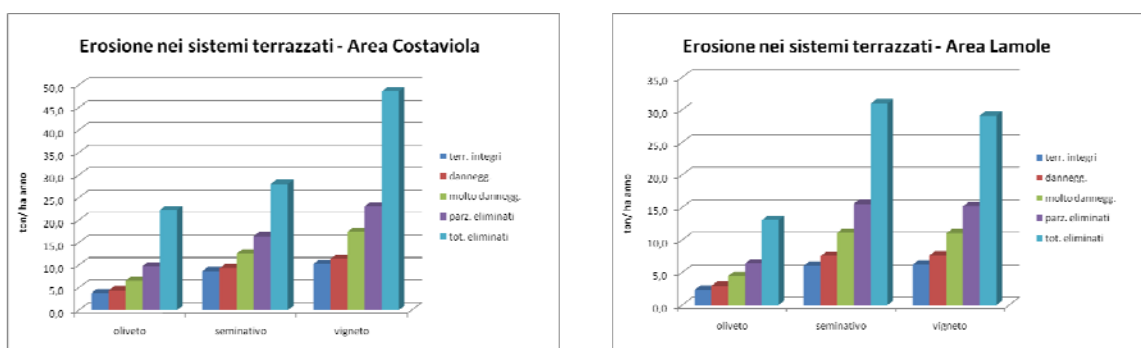 Erosione nei sistemi terrazzati - Area Costaviola
50,0
45,0
40,0
35,0
30,0
25,0
20,0
15,0
10,0
5,0
0,0
ton/ ha anno
oliveto
seminativo
vigneto
terr. integri
dannegg.
molto dannegg.
parz. eliminati
tot. eliminati
Erosione nei sistemi terrazzati - Area Lamole
35,0
30,0
25,0
20,0
15,0
10,0
5,0
0,0
ton/ ha anno
oliveto
seminativo
vigneto
terr. integri
dannegg.
molto dannegg.
parz. eliminati
tot. eliminati